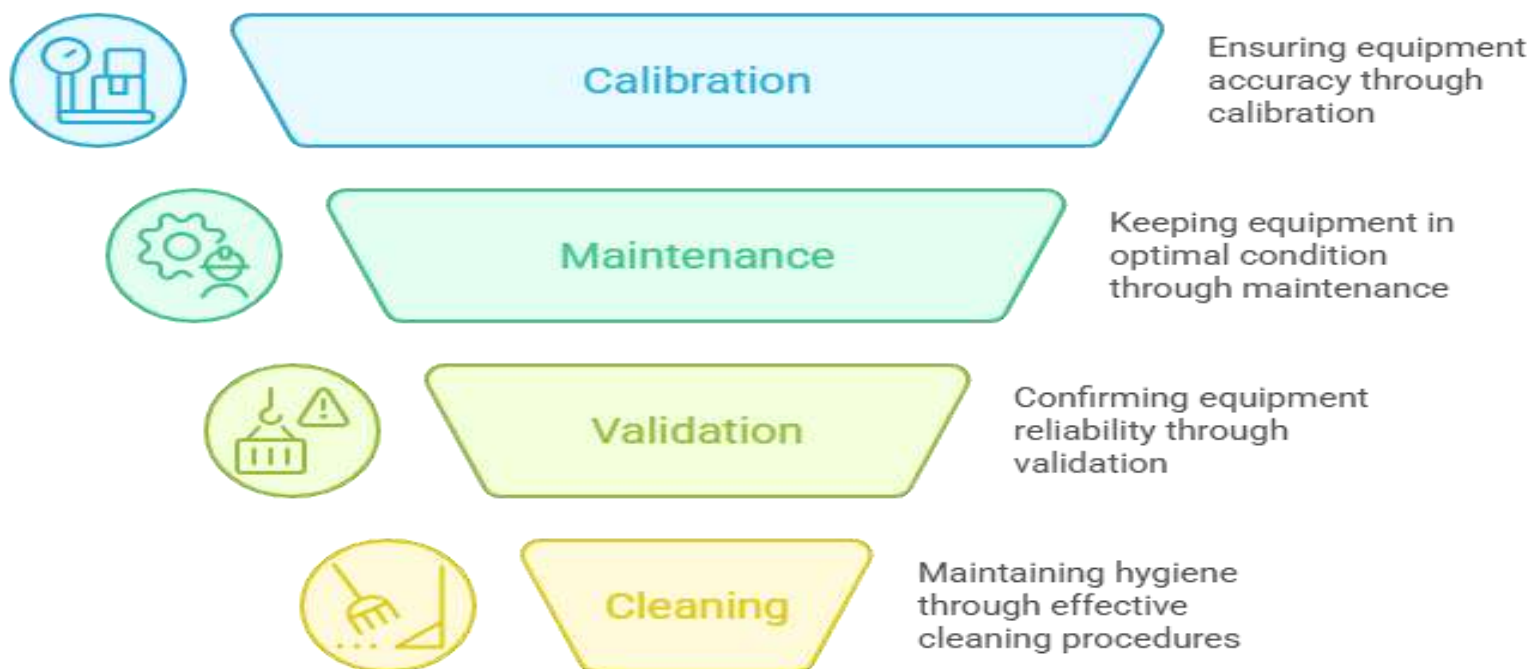 Calibration
Ensuring equipment
accuracy through
calibration
Maintenance
Keeping equipment in
optimal condition
through maintenance
Validation
Confirming equipment
reliability through
validation
Cleaning
Maintaining hygiene
through effective
cleaning procedures